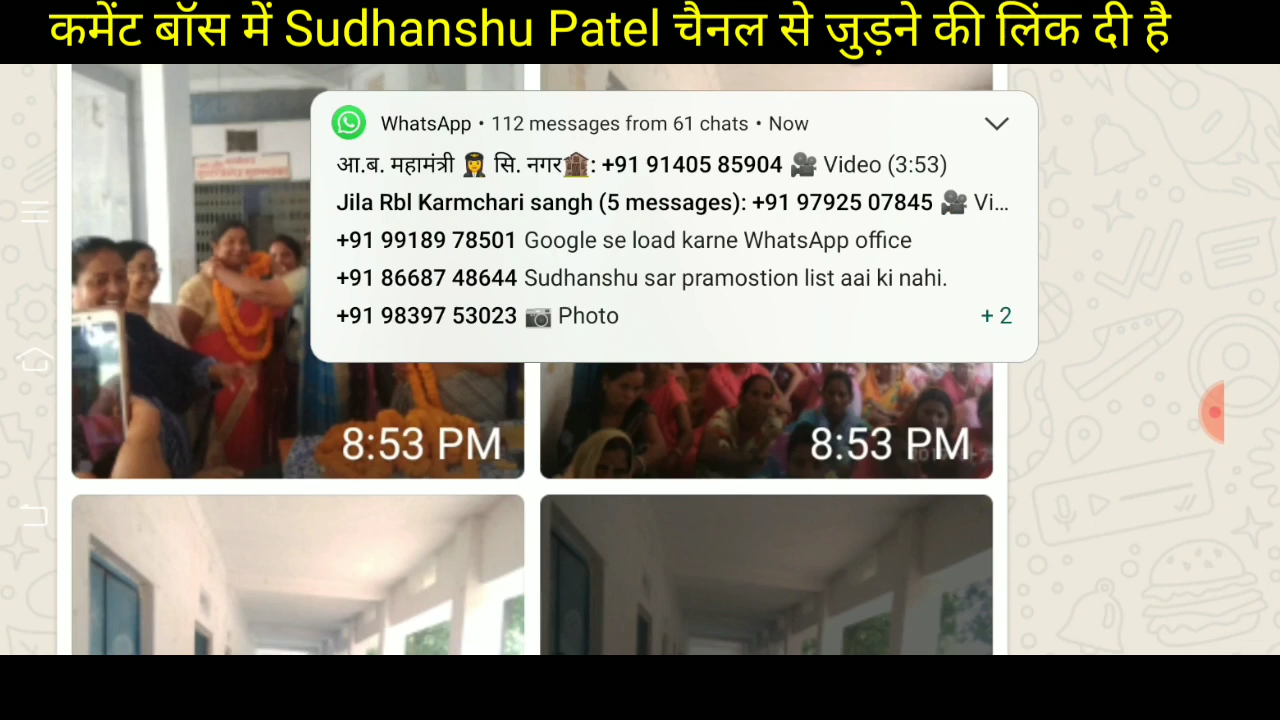 कमेंट बॉस में Sudhanshu Patel चैनल से जुड़ने की लिंक दी है
WhatsApp • 112 messages from 61 chats • Now
आ.ब. महामंत्री 👩‍✈️ सि. नगर🏚: +91 91405 85904 🎥 Video (3:53)
Jila Rbl Karmchari sangh (5 messages): +91 97925 07845 🎥 Vi...
+91 99189 78501 Google se load karne WhatsApp office
+91 86687 48644 Sudhanshu sar pramostion list aai ki nahi.
+91 98397 53023 📷 Photo + 2
8:53 PM 8:53 PM